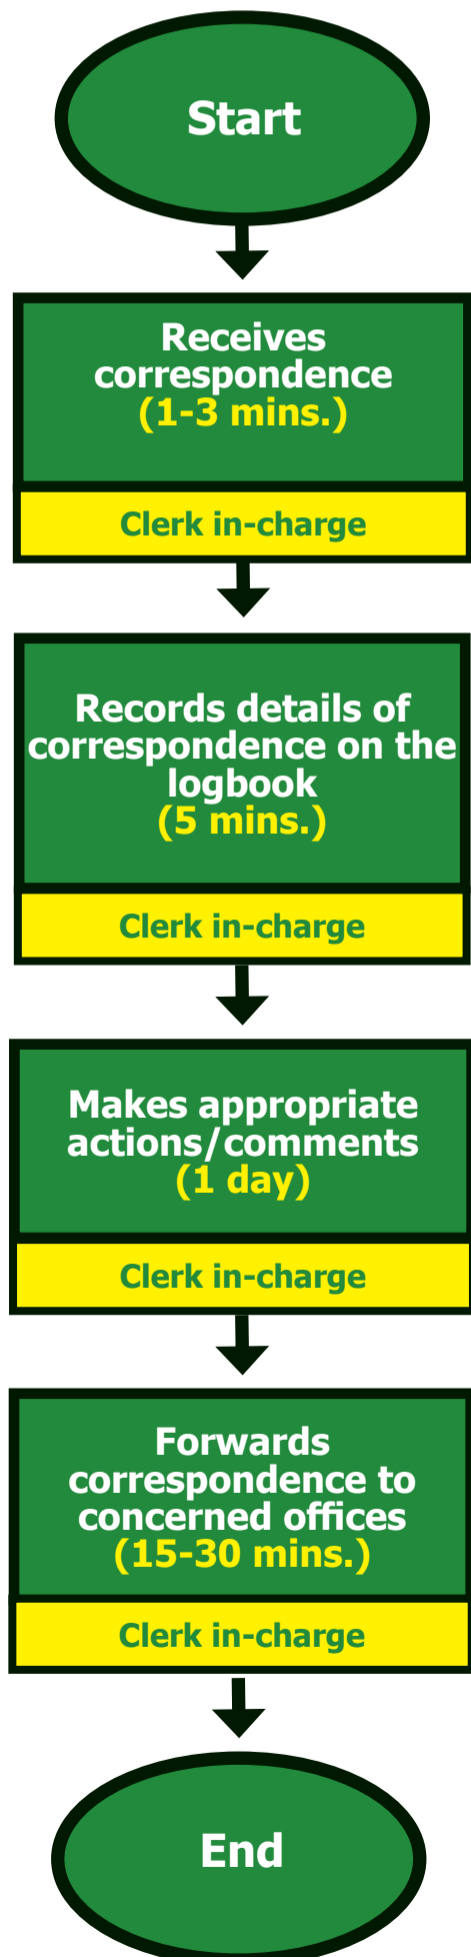 Start
Receives
correspondence
(1-3 mins.)
Clerk in-charge
Records details of
correspondence on the
logbook
(5 mins.)
Clerk in-charge
Makes appropriate
actions/comments
(1 day)
Clerk in-charge
Forwards
correspondence to
concerned offices
(15-30 mins.)
Clerk in-charge
End